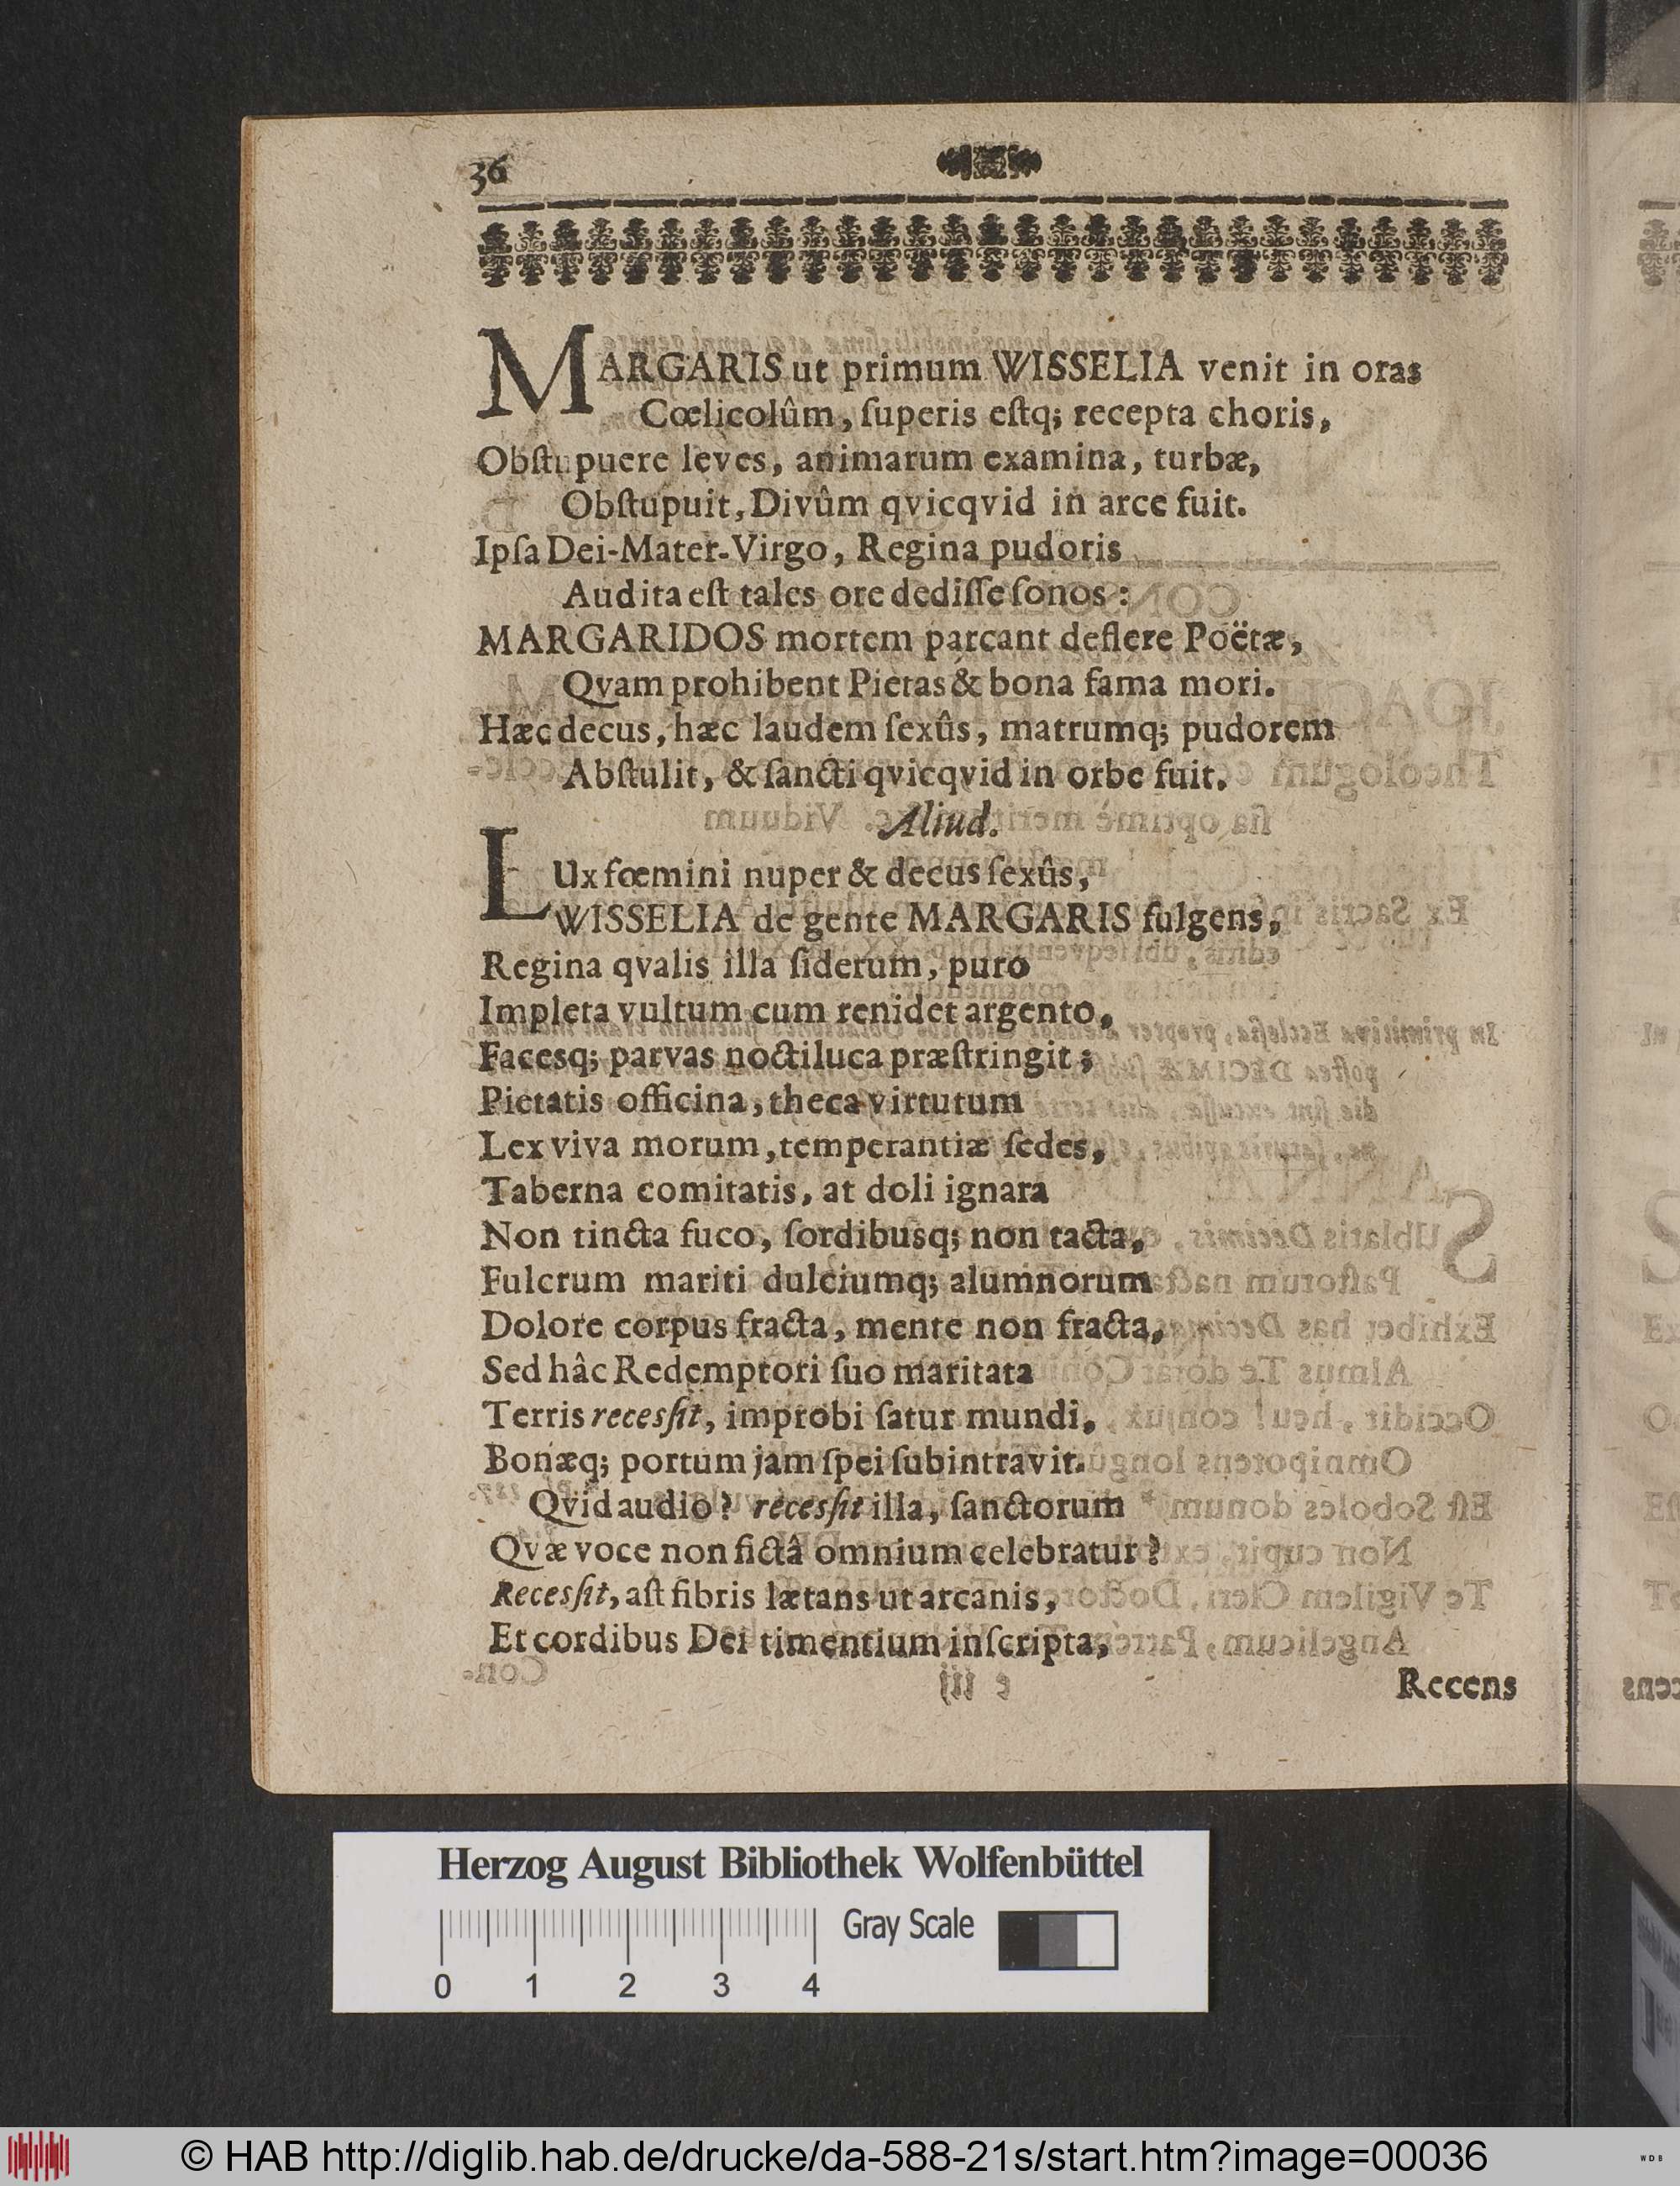 36
MARGARIS ut primum WISSELIA venit in oras
Cœlicolûm, ſuperis eſtq; recepta choris,
Obſtupuere leves, animarum examina, turbæ,
Obſtupuit, Divûm qvicqvid in arce fuit.
Ipſa Dei-Mater-Virgo, Regina pudoris
Audita eſt tales ore dediſſe ſonos:
MARGARIDOS mortem parcant deflere Poëtæ,
Qvam prohibent Pietas & bona fama mori.
Hæc decus, hæc laudem ſexûs, matrumq; pudorem
Abſtulit, & ſancti qvicqvid in orbe fuit.
Aliud.
LUx fœmini nuper & decus ſexûs,
WISSELIA de gente MARGARIS fulgens,
Regina qvalis illa ſiderum, puro
Impleta vultum cum renidet argento,
Facesq; parvas noctiluca præſtringit;
Pietatis officina, theca virtutum
Lex viva morum, temperantiæ ſedes,
Taberna comitatis, at doli ignara
Non tincta fuco, ſordibusq; non tacta,
Fulcrum mariti dulciumq; alumnorum
Dolore corpus fracta, mente non fracta,
Sed hâc Redemptori ſuo maritata
Terris recesſit, improbi ſatur mundi,
Bonæq; portum jam ſpei ſubintravit.
Qvid audio? recesſit illa, ſanctorum
Qvæ voce non fictâ omnium celebratur?
Recesſit, aſt fibris lætans ut arcanis,
Et cordibus Dei timentium inſcripta,
Recens
Herzog August Bibliothek Wolfenbüttel
Gray Scale
0 1 2 3 4
© HAB http://diglib.hab.de/drucke/da-588-21s/start.htm?image=00036
WDB